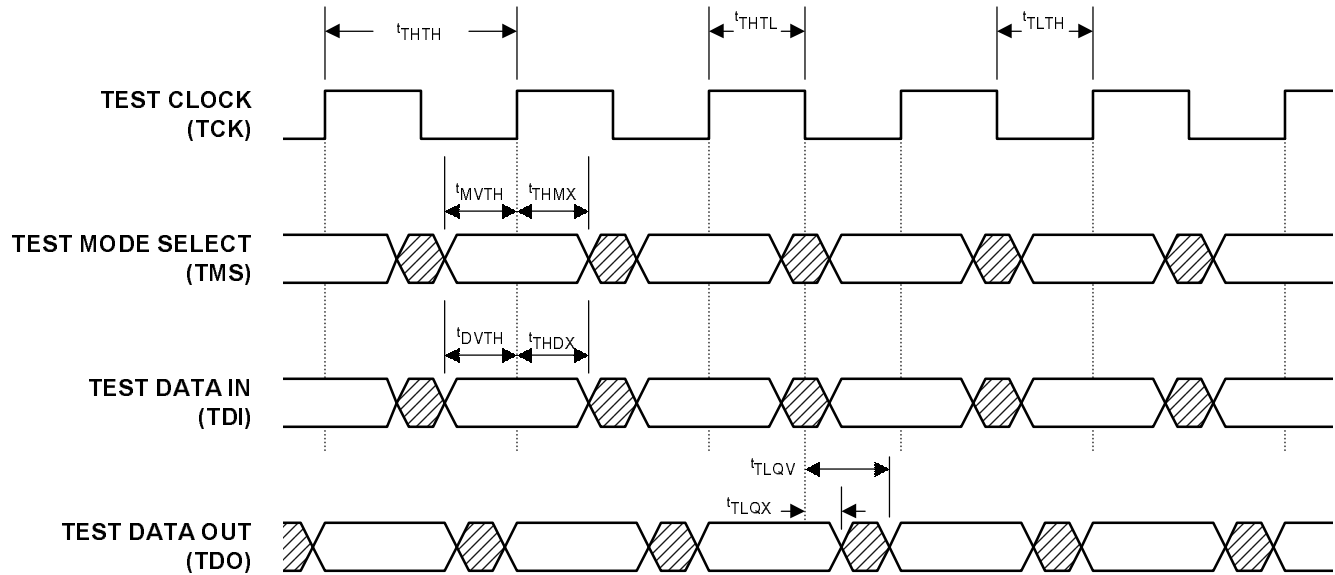 tTHTH
tTHTL
tTLTH
TEST CLOCK
(TCK)
tMVTH
tTHMX
TEST MODE SELECT
(TMS)
tDVTH
tTHDX
TEST DATA IN
(TDI)
tTLQV
tTLQX
TEST DATA OUT
(TDO)